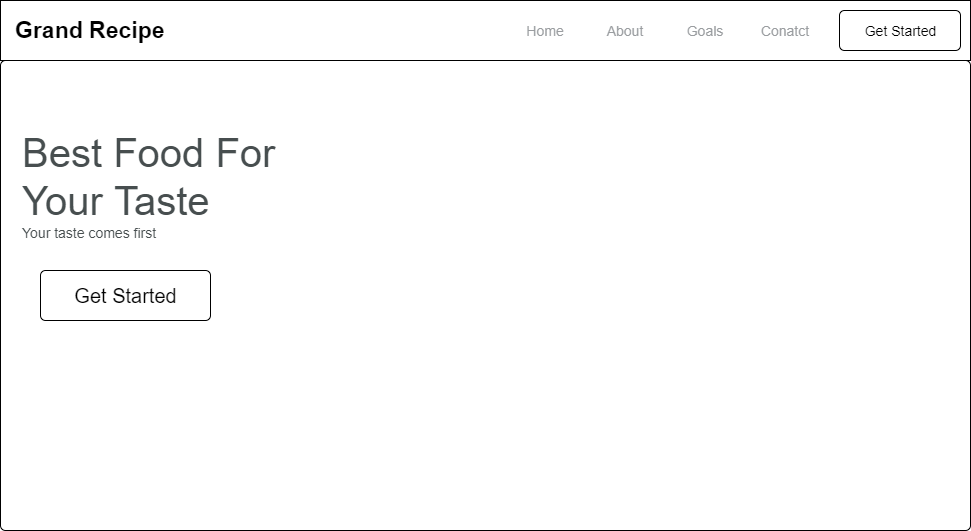 Grand Recipe
Home
About
Goals
Conatct
Get Started
Best Food For
Your Taste
Your taste comes first
Get Started